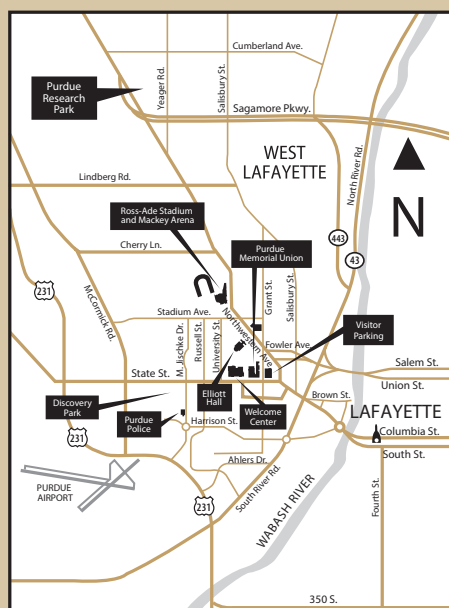 Cumberland Ave.
Purdue
Research
Park
Yeager Rd.
Salisbury St.
Sagamore Pkwy.
WEST
LAFAYETTE
North River Rd.
Lindberg Rd.
N
Ross-Ade Stadium
and Mackey Arena
443
43
Cherry Ln.
Purdue
Memorial Union
231
McCormick Rd.
Grant St.
Salisbury St.
Stadium Ave.
Northwestern Ave.
Visitor
Parking
M. Jischke Dr.
Russell St.
University St.
Fowler Ave.
Salem St.
State St.
Union St.
Elliott
Hall
Discovery
Park
Brown St.
Welcome
Center
LAFAYETTE
Purdue
Police
Harrison St.
Columbia St.
231
South St.
Ahlers Dr.
PURDUE
AIRPORT
South River Rd.
WABASH RIVER
Fourth St.
231
350 S.